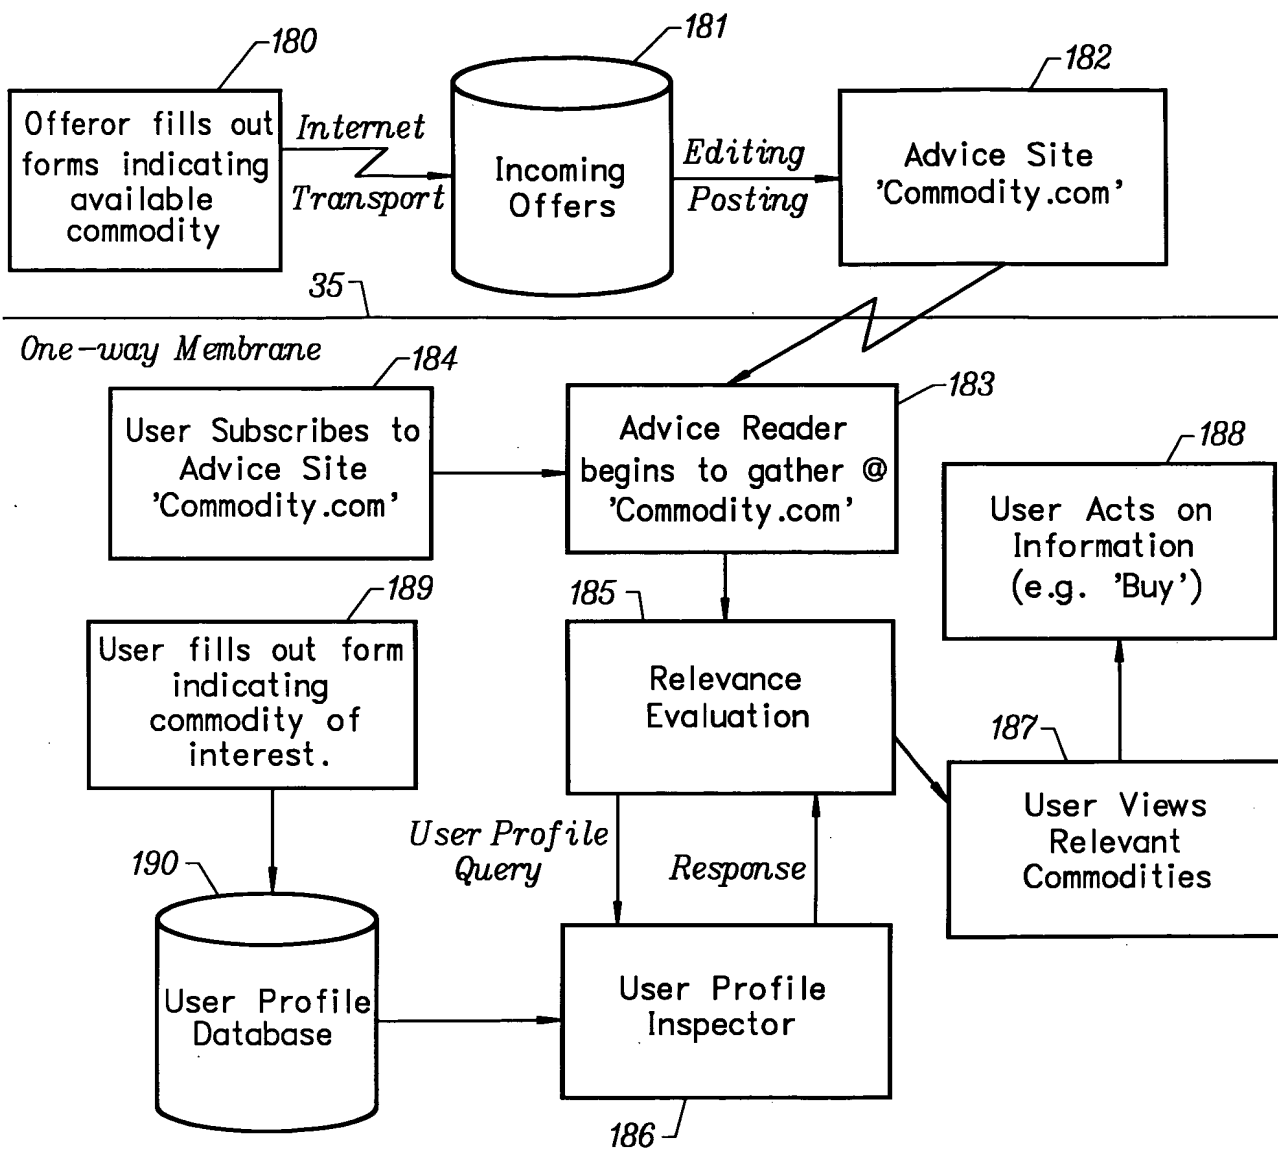 180
181
182
Offeror fills out
forms indicating
available
commodity
Internet
Transport
Incoming
Offers
Editing
Posting
Advice Site
'Commodity.com'
35
One-way Membrane
184
183
User Subscribes to
Advice Site
'Commodity.com'
Advice Reader
begins to gather @
'Commodity.com'
188
User Acts on
Information
(e.g. 'Buy')
189
185
User fills out form
indicating
commodity of
interest.
Relevance
Evaluation
187
User Views
Relevant
Commodities
User Profile
Query
Response
190
User Profile
Database
User Profile
Inspector
186